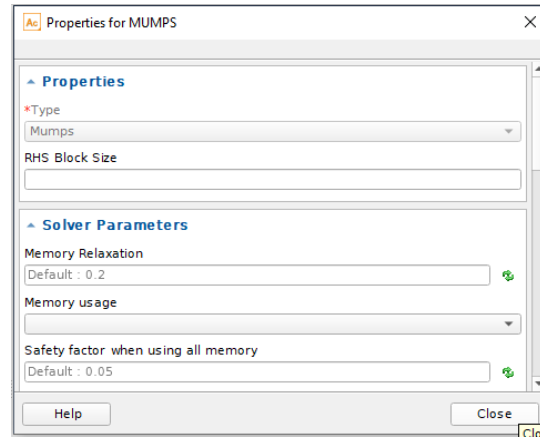 Ac Properties for MUMPS
Properties
*Type
Mumps
RHS Block Size
Solver Parameters
Memory Relaxation
Default : 0.2
Memory usage
Safety factor when using all memory
Default : 0.05
Help
Close
Clo